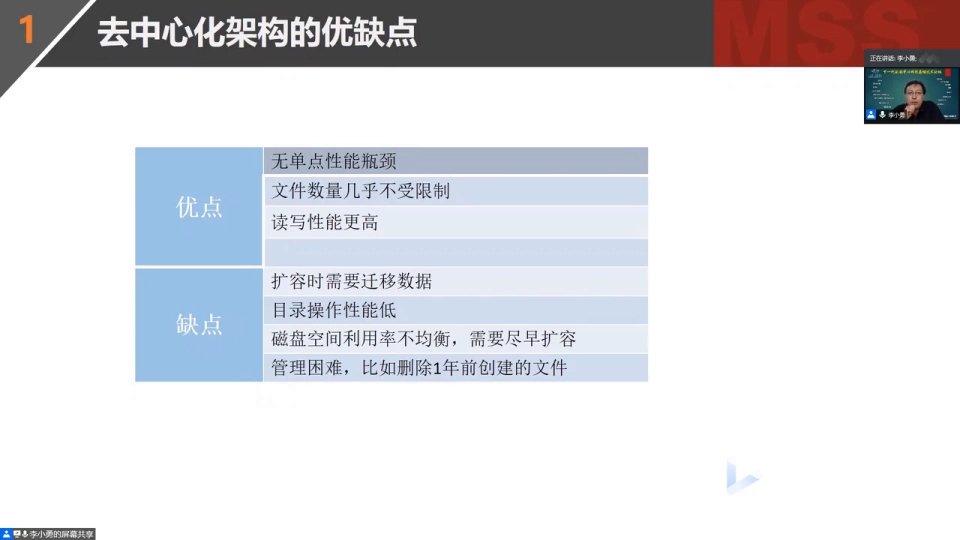 1
去中心化架构的优缺点
MSS
正在讲话: 李小勇;
李小勇
优点
无单点性能瓶颈
文件数量几乎不受限制
读写性能更高
缺点
扩容时需要迁移数据
目录操作性能低
磁盘空间利用率不均衡，需要尽早扩容
管理困难，比如删除1年前创建的文件
李小勇的屏幕共享